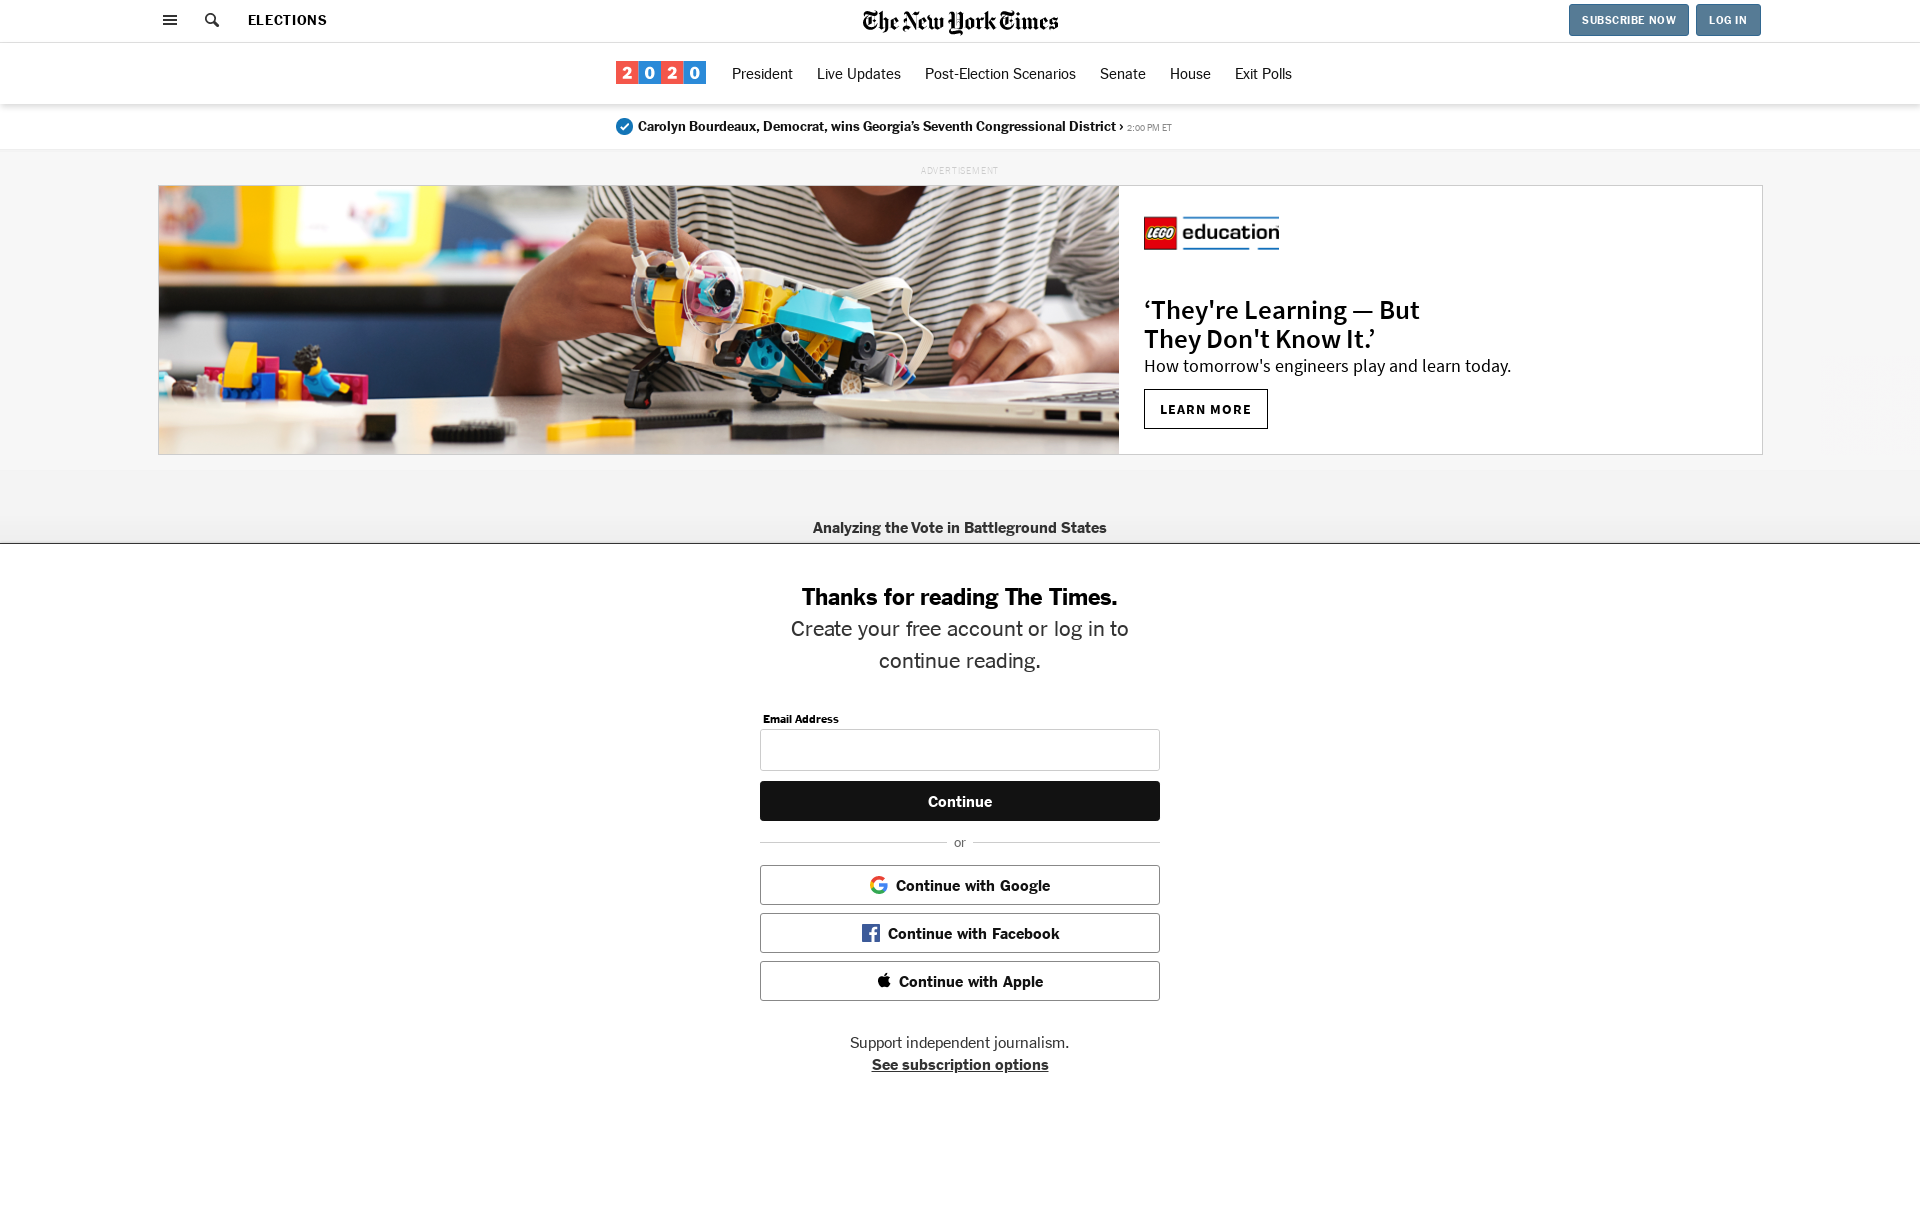 ELECTIONS
The New York Times
SUBSCRIBE NOW
LOG IN
2020
President
Live Updates
Post-Election Scenarios
Senate
House
Exit Polls
Carolyn Bourdeaux, Democrat, wins Georgia’s Seventh Congressional District › 2:00 PM ET
ADVERTISEMENT
LEGO education
‘They're Learning — But
They Don't Know It.’
How tomorrow's engineers play and learn today.
LEARN MORE
Analyzing the Vote in Battleground States
Thanks for reading The Times.
Create your free account or log in to
continue reading.
Email Address
Continue
or
Continue with Google
Continue with Facebook
Continue with Apple
Support independent journalism.
See subscription options